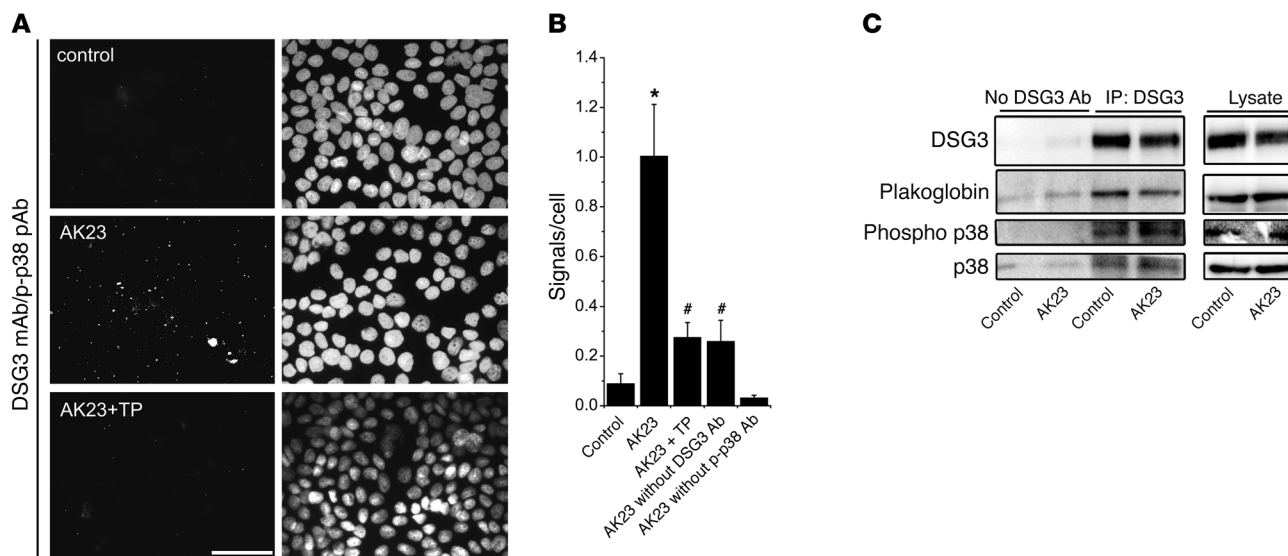 A
DSG3 mAb/p-p38 pAb
control
AK23
AK23+TP
B
Signals/cell
1.4
1.2
1.0
0.8
0.6
0.4
0.2
0.0
*
#
#
Control
AK23
AK23 + TP
AK23 without DSG3 Ab
AK23 without p-p38 Ab
C
No DSG3 Ab IP: DSG3 Lysate
DSG3
Plakoglobin
Phospho p38
p38
Control AK23 Control AK23 Control AK23